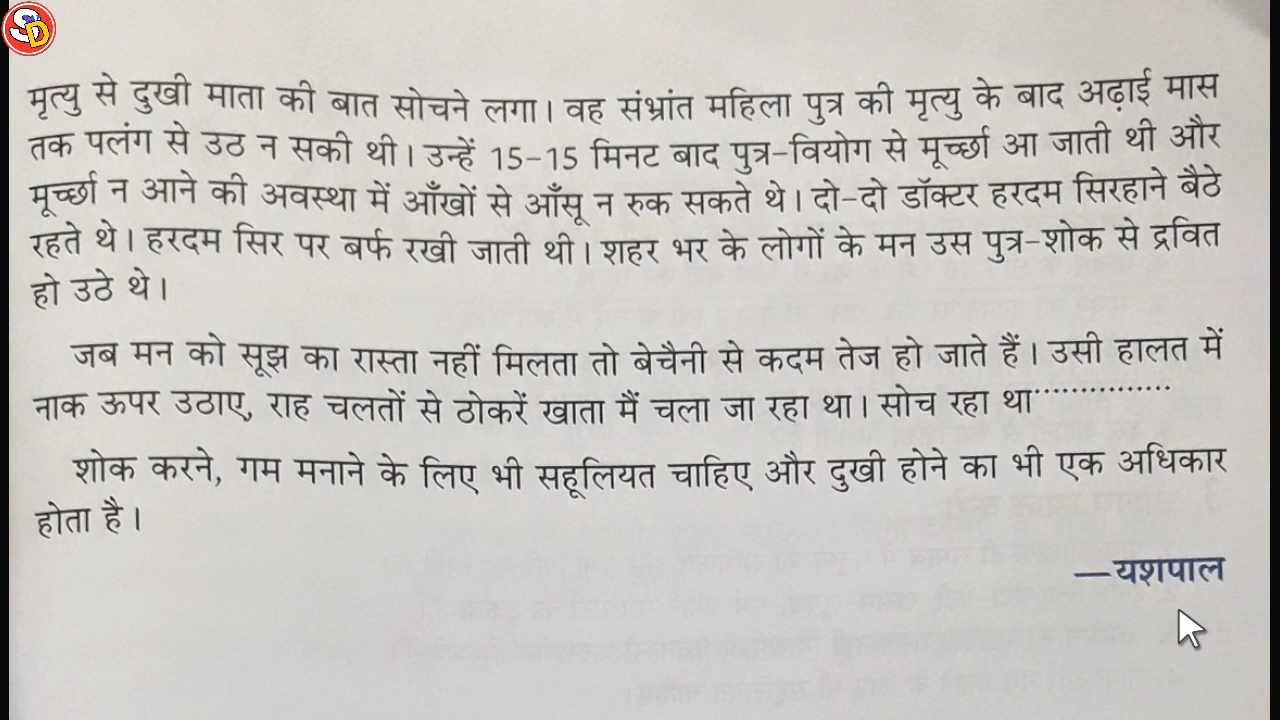 SD
मृत्यु से दुखी माता की बात सोचने लगा। वह संभ्रांत महिला पुत्र की मृत्यु के बाद अढ़ाई मास
तक पलंग से उठ न सकी थी। उन्हें 15-15 मिनट बाद पुत्र-वियोग से मूर्च्छा आ जाती थी और
मूर्च्छा न आने की अवस्था में आँखों से आँसू न रुक सकते थे। दो-दो डॉक्टर हरदम सिरहाने बैठे
रहते थे। हरदम सिर पर बर्फ रखी जाती थी। शहर भर के लोगों के मन उस पुत्र-शोक से द्रवित
हो उठे थे।
जब मन को सूझ का रास्ता नहीं मिलता तो बेचैनी से कदम तेज हो जाते हैं। उसी हालत में
नाक ऊपर उठाए, राह चलतों से ठोकरें खाता मैं चला जा रहा था। सोच रहा था...............
शोक करने, गम मनाने के लिए भी सहूलियत चाहिए और दुखी होने का भी एक अधिकार
होता है।
—यशपाल